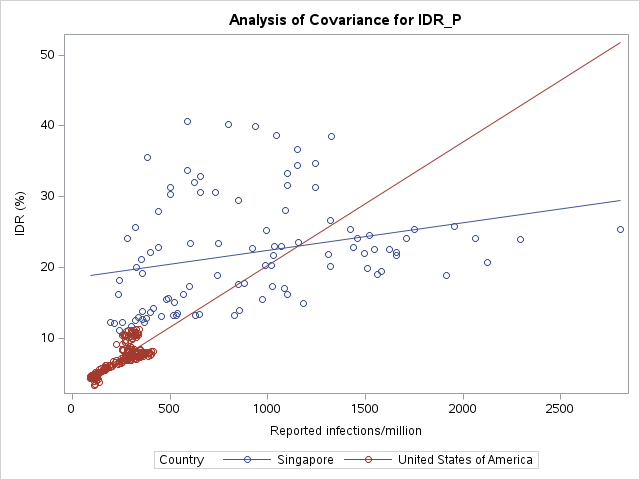 Analysis of Covariance for IDR_P
50
40
30
20
10
IDR (%)
0
500
1000
1500
2000
2500
Reported infections/million
Country
Singapore
United States of America